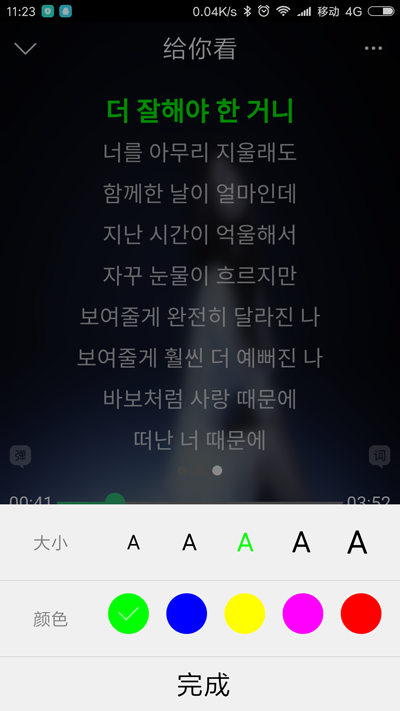 11:23 0.04K/s 移动 4G
给你看
더 잘해야 한 거니
너를 아무리 지울래도
함께한 날이 얼마인데
지난 시간이 억울해서
자꾸 눈물이 흐르지만
보여줄게 완전히 달라진 나
보여줄게 훨씬 더 예뻐진 나
바보처럼 사랑 때문에
떠난 너 때문에
弹 词
00:41 03:52
大小 A A A A A
颜色
完成